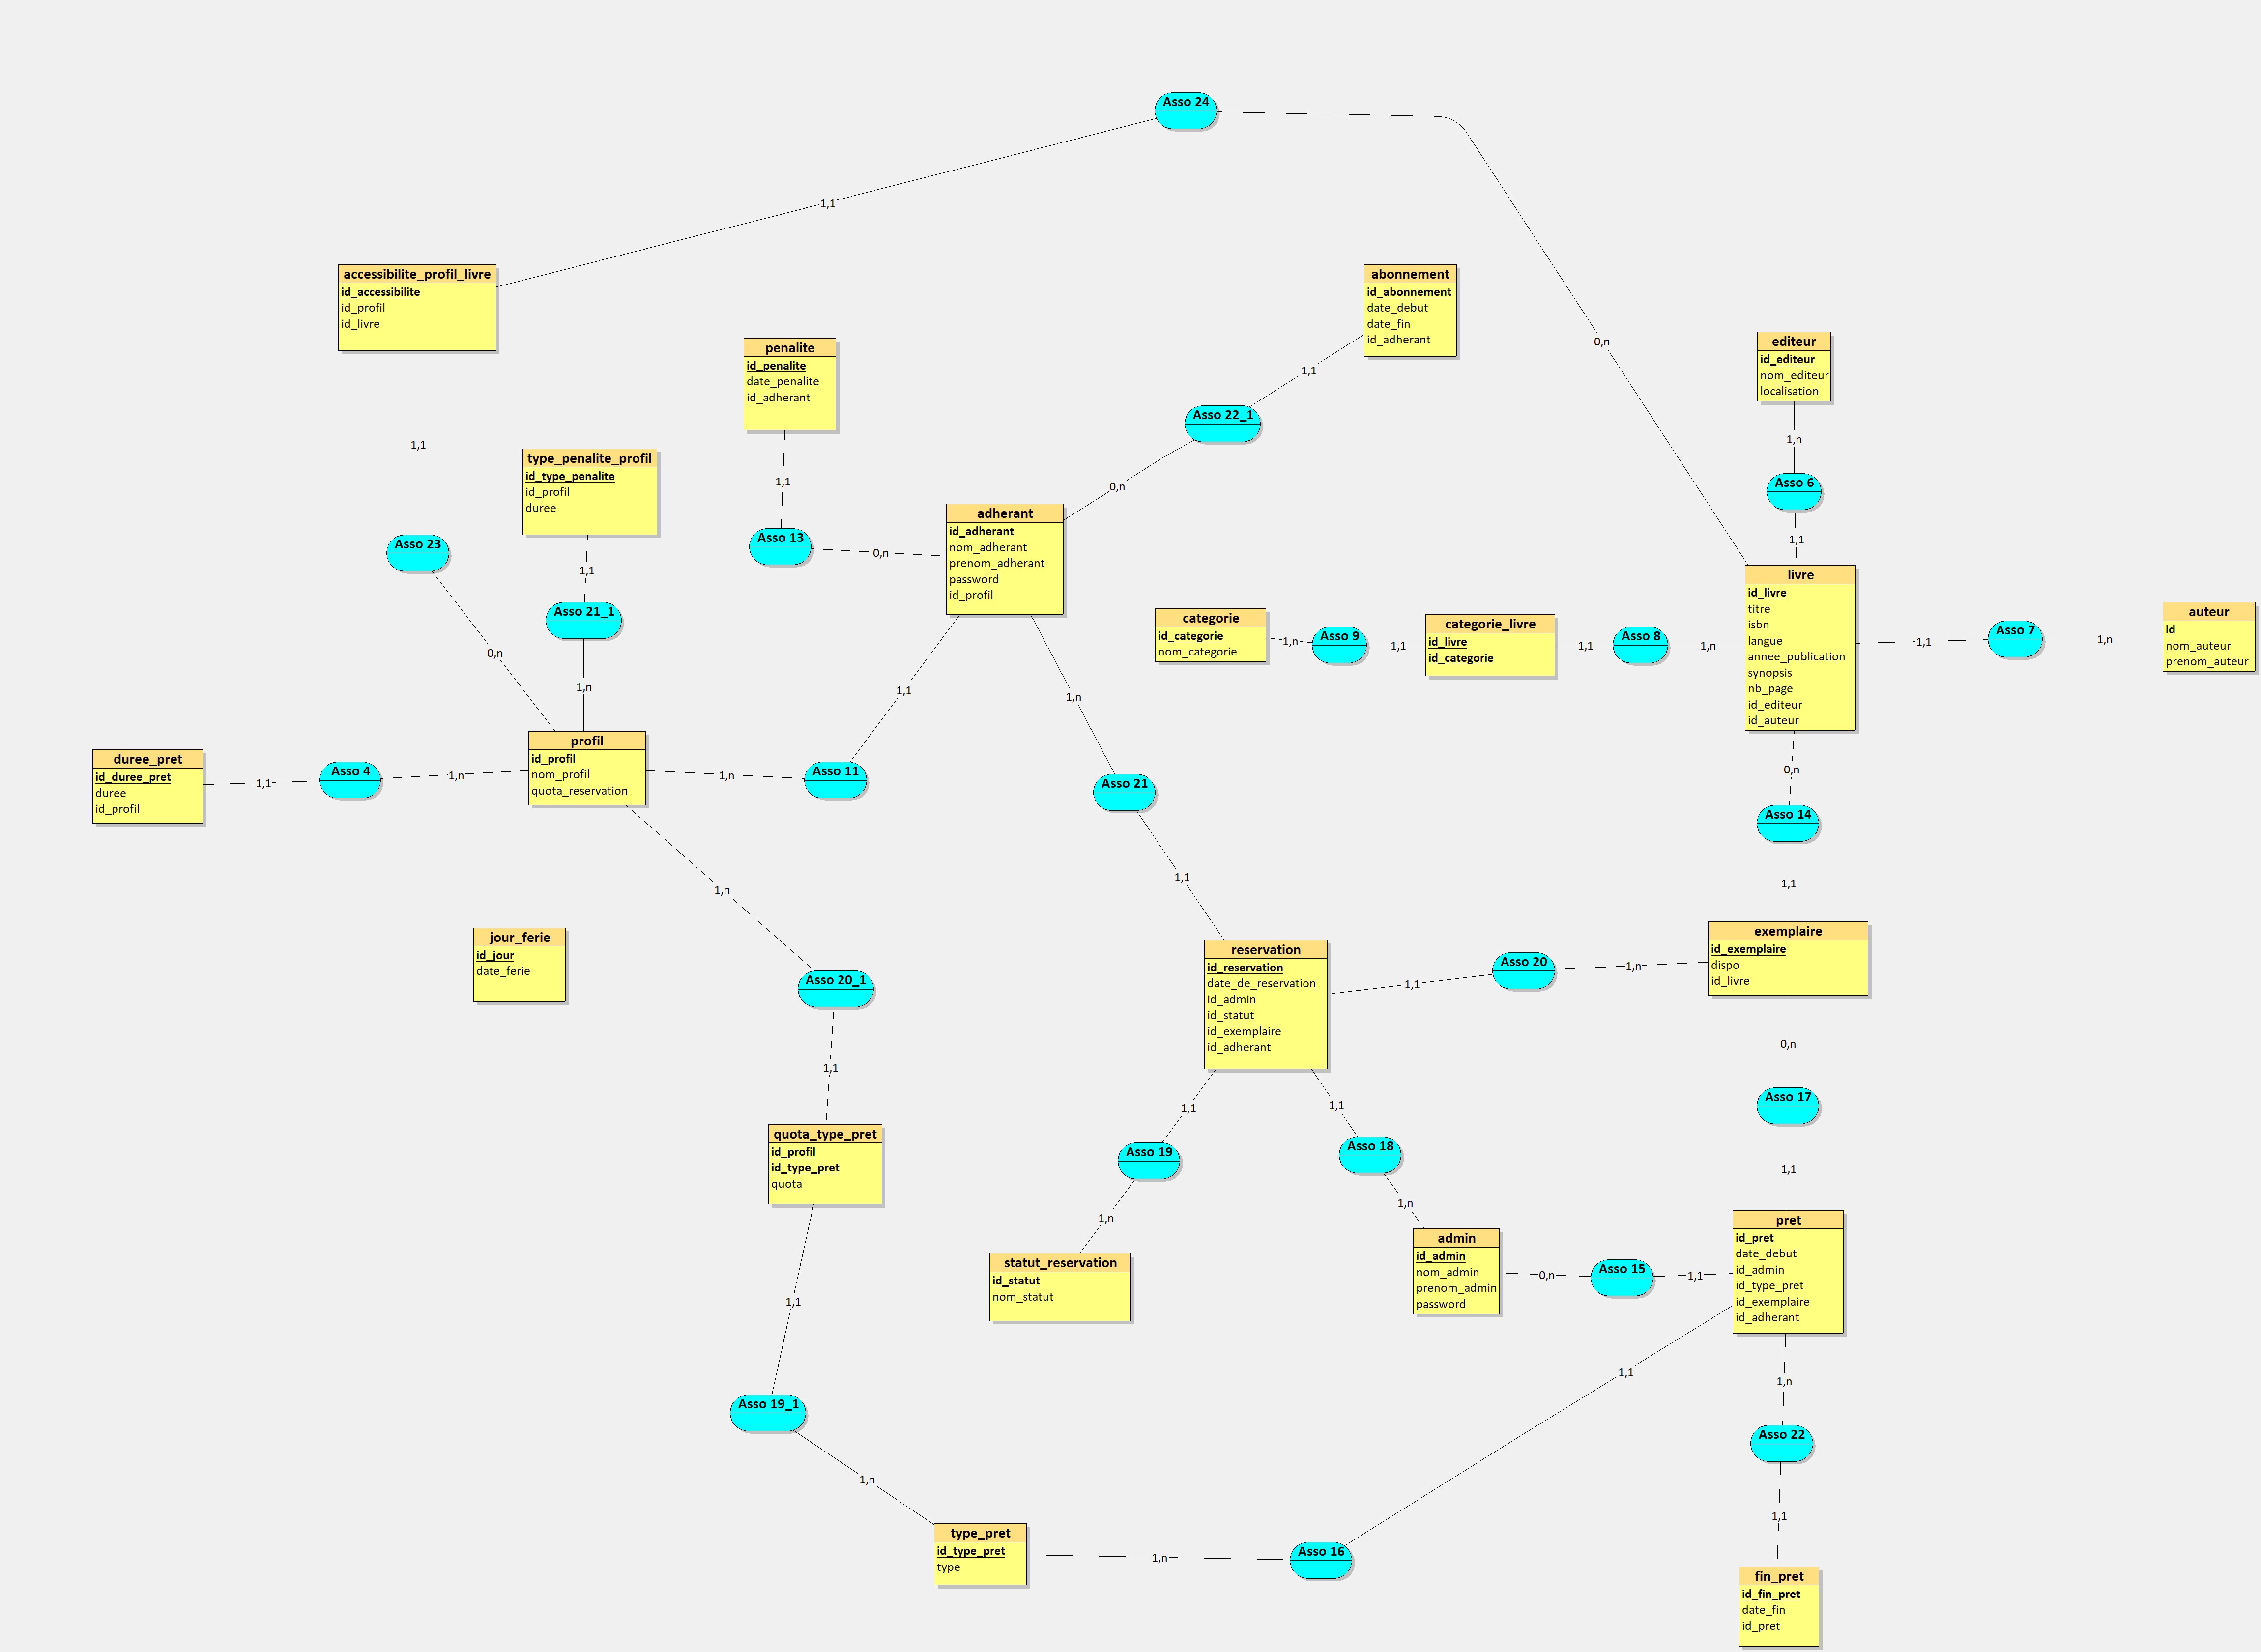 Asso 24
1,1
0,n
accessibilite_profil_livre
id_accessibilite
id_profil
id_livre
1,1
Asso 23
0,n
abonnement
id_abonnement
date_debut
date_fin
id_adherant
1,1
Asso 22_1
0,n
penalite
id_penalite
date_penalite
id_adherant
1,1
Asso 13
0,n
editeur
id_editeur
nom_editeur
localisation
1,n
Asso 6
1,1
type_penalite_profil
id_type_penalite
id_profil
duree
1,1
Asso 21_1
1,n
adherant
id_adherant
nom_adherant
prenom_adherant
password
id_profil
1,1
1,n
categorie
id_categorie
nom_categorie
1,n
Asso 9
1,1
categorie_livre
id_livre
id_categorie
1,1
Asso 8
1,n
livre
id_livre
titre
isbn
langue
annee_publication
synopsis
nb_page
id_editeur
id_auteur
1,1
Asso 7
1,n
auteur
id
nom_auteur
prenom_auteur
duree_pret
id_duree_pret
duree
id_profil
1,1
Asso 4
1,n
profil
id_profil
nom_profil
quota_reservation
1,n
Asso 11
Asso 21
1,1
0,n
Asso 14
1,1
1,n
jour_ferie
id_jour
date_ferie
Asso 20_1
1,1
reservation
id_reservation
date_de_reservation
id_admin
id_statut
id_exemplaire
id_adherant
1,1
Asso 20
1,n
exemplaire
id_exemplaire
dispo
id_livre
0,n
Asso 17
1,1
quota_type_pret
id_profil
id_type_pret
quota
1,1
Asso 19
1,n
1,1
Asso 18
1,n
statut_reservation
id_statut
nom_statut
admin
id_admin
nom_admin
prenom_admin
password
0,n
Asso 15
1,1
pret
id_pret
date_debut
id_admin
id_type_pret
id_exemplaire
id_adherant
1,1
Asso 19_1
1,n
1,1
1,n
Asso 22
1,1
type_pret
id_type_pret
type
1,n
Asso 16
fin_pret
id_fin_pret
date_fin
id_pret